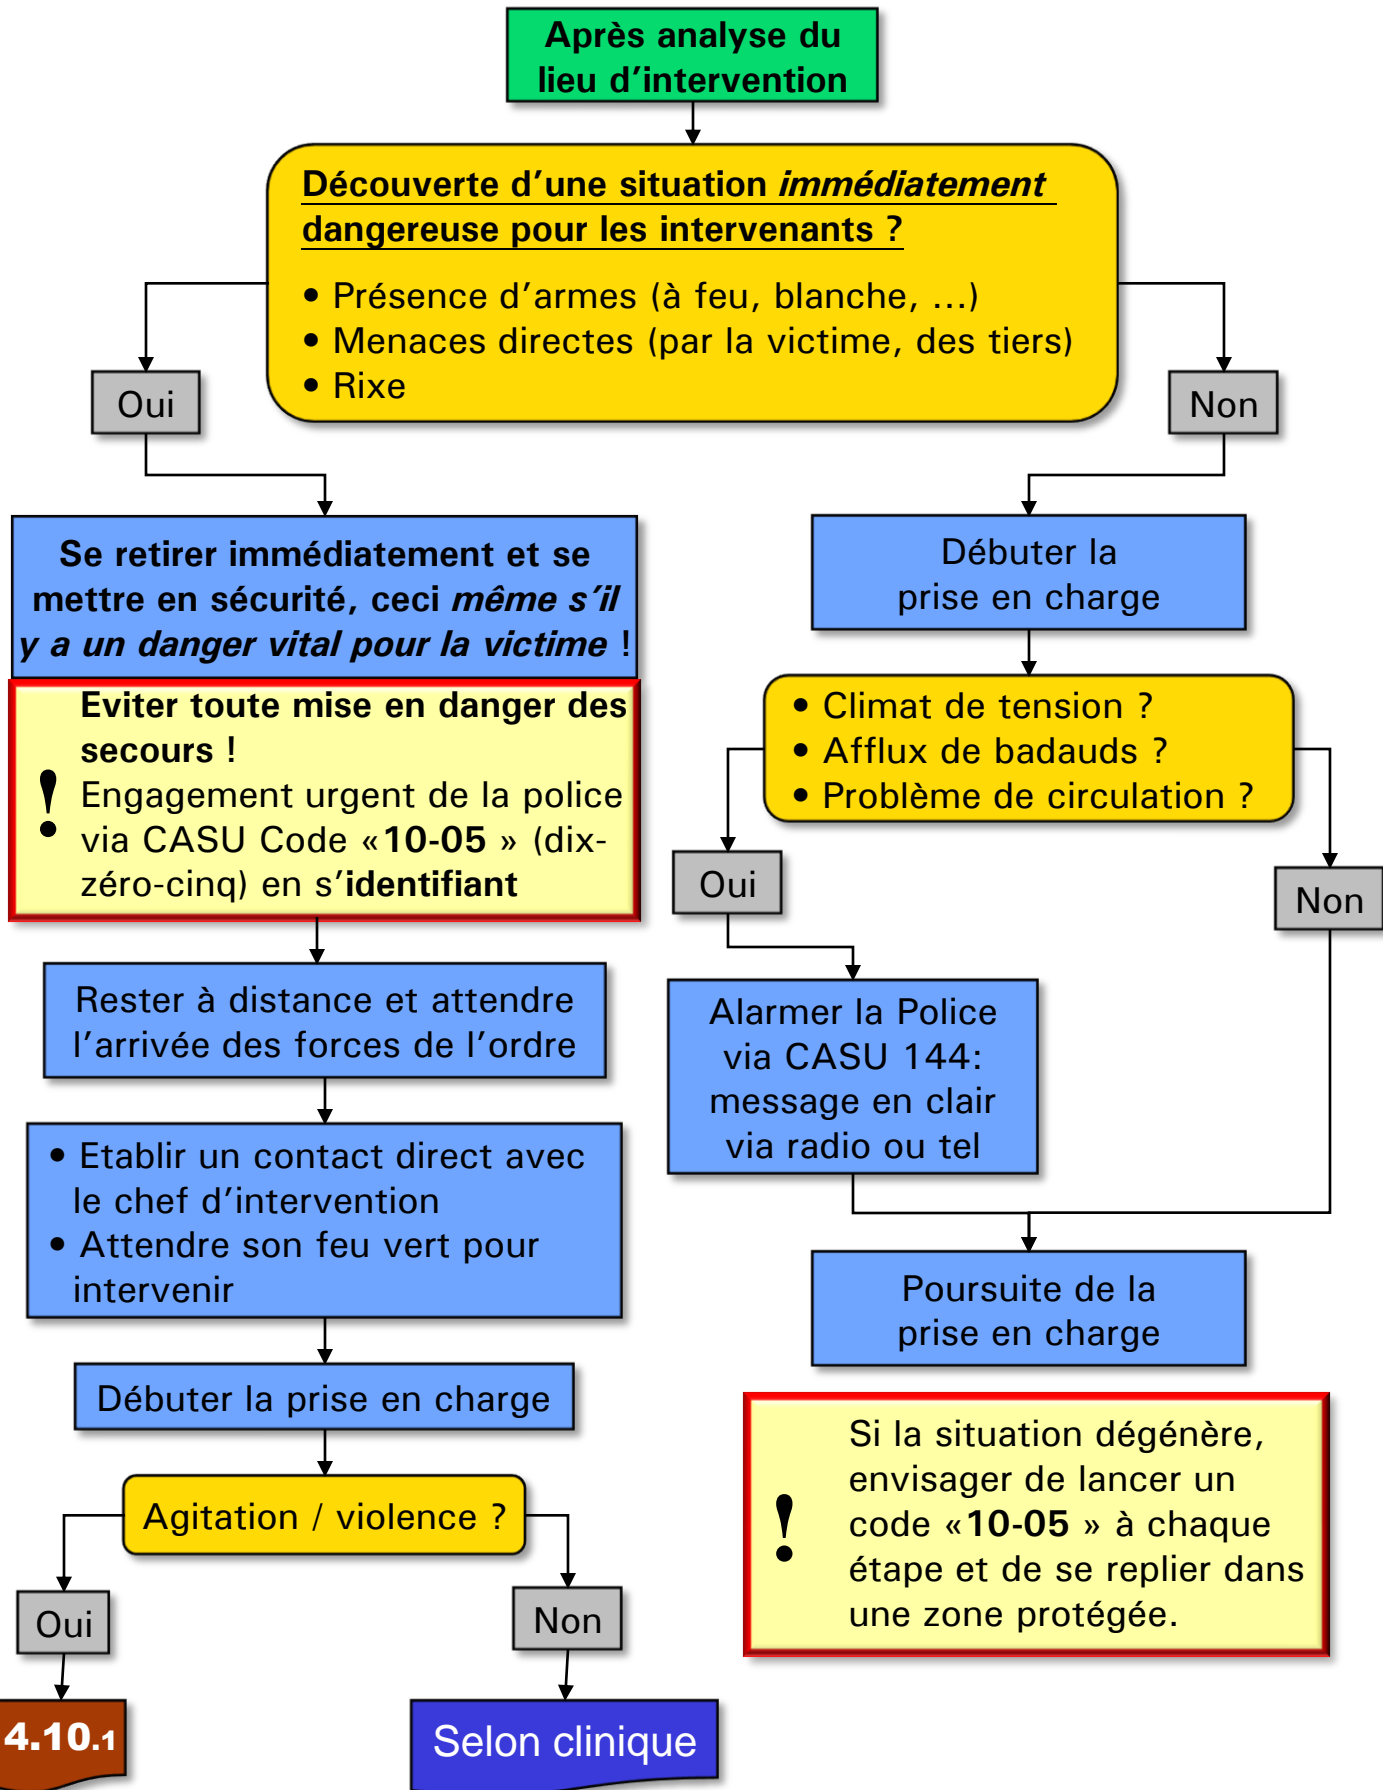 Après analyse du
lieu d’intervention
Découverte d’une situation immédiatement
dangereuse pour les intervenants ?
• Présence d’armes (à feu, blanche, ...)
• Menaces directes (par la victime, des tiers)
• Rixe
Oui
Non
Se retirer immédiatement et se
mettre en sécurité, ceci même s’il
y a un danger vital pour la victime !
! Eviter toute mise en danger des
secours !
Engagement urgent de la police
via CASU Code «10-05 » (dix-
zéro-cinq) en s’identifiant
Rester à distance et attendre
l’arrivée des forces de l’ordre
• Etablir un contact direct avec
le chef d’intervention
• Attendre son feu vert pour
intervenir
Débuter la prise en charge
Agitation / violence ?
Oui
Non
4.10.1
Selon clinique
Débuter la
prise en charge
• Climat de tension ?
• Afflux de badauds ?
• Problème de circulation ?
Oui
Non
Alarmer la Police
via CASU 144:
message en clair
via radio ou tel
Poursuite de la
prise en charge
! Si la situation dégénère,
envisager de lancer un
code «10-05 » à chaque
étape et de se replier dans
une zone protégée.